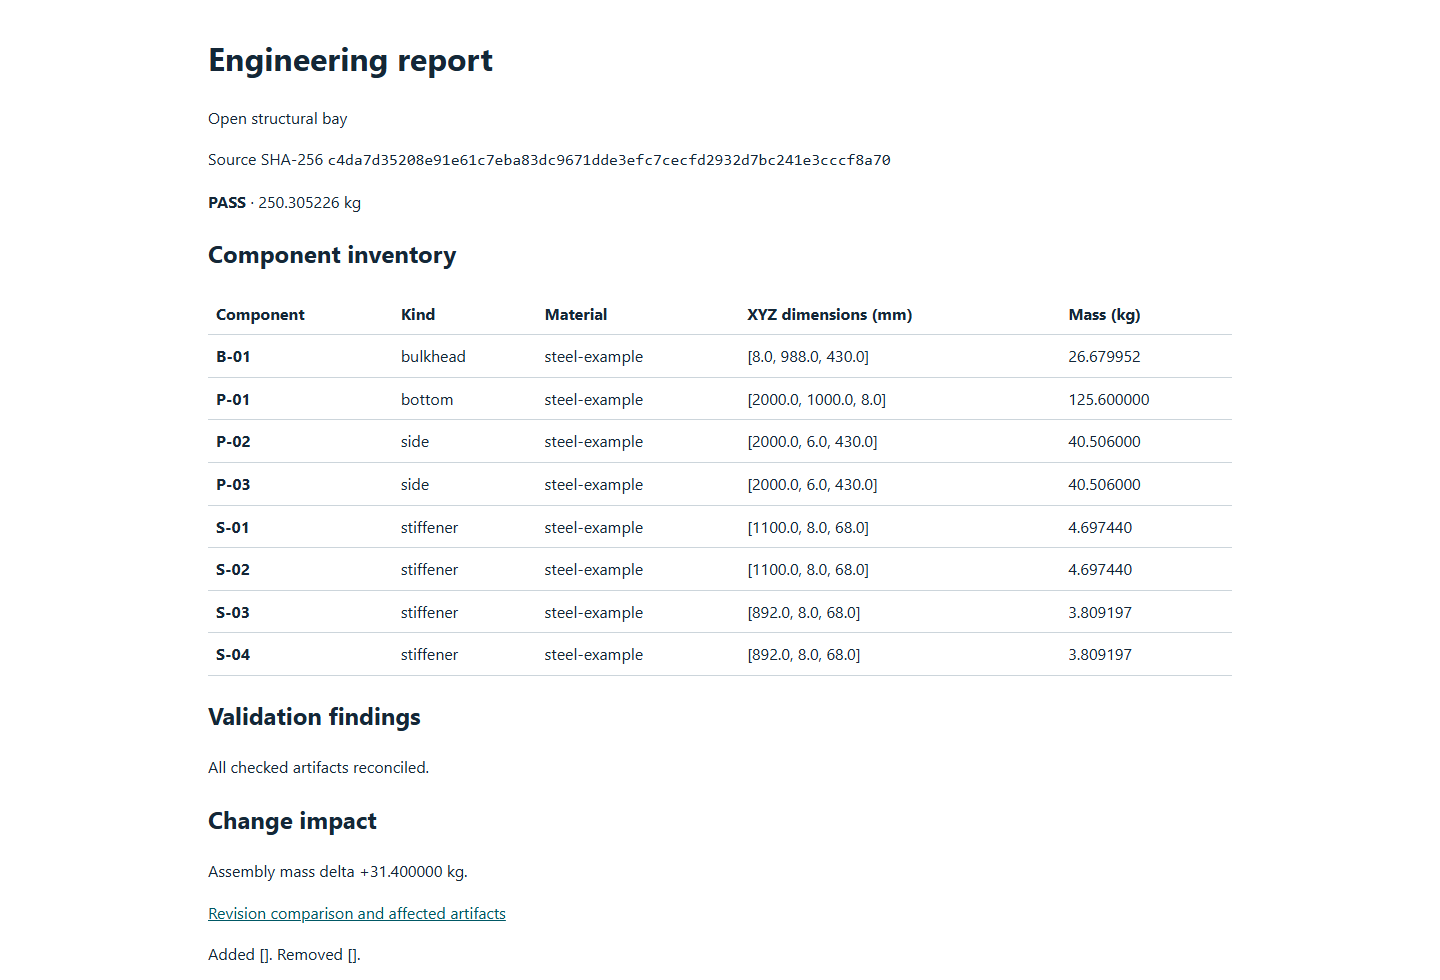 Engineering report
Open structural bay
Source SHA-256 c4da7d35208e91e61c7eba83dc9671dde3efc7cecfd2932d7bc241e3cccf8a70
PASS · 250.305226 kg
Component inventory
Component Kind Material XYZ dimensions (mm) Mass (kg)
B-01 bulkhead steel-example [8.0, 988.0, 430.0] 26.679952
P-01 bottom steel-example [2000.0, 1000.0, 8.0] 125.600000
P-02 side steel-example [2000.0, 6.0, 430.0] 40.506000
P-03 side steel-example [2000.0, 6.0, 430.0] 40.506000
S-01 stiffener steel-example [1100.0, 8.0, 68.0] 4.697440
S-02 stiffener steel-example [1100.0, 8.0, 68.0] 4.697440
S-03 stiffener steel-example [892.0, 8.0, 68.0] 3.809197
S-04 stiffener steel-example [892.0, 8.0, 68.0] 3.809197
Validation findings
All checked artifacts reconciled.
Change impact
Assembly mass delta +31.400000 kg.
Revision comparison and affected artifacts
Added []. Removed [].